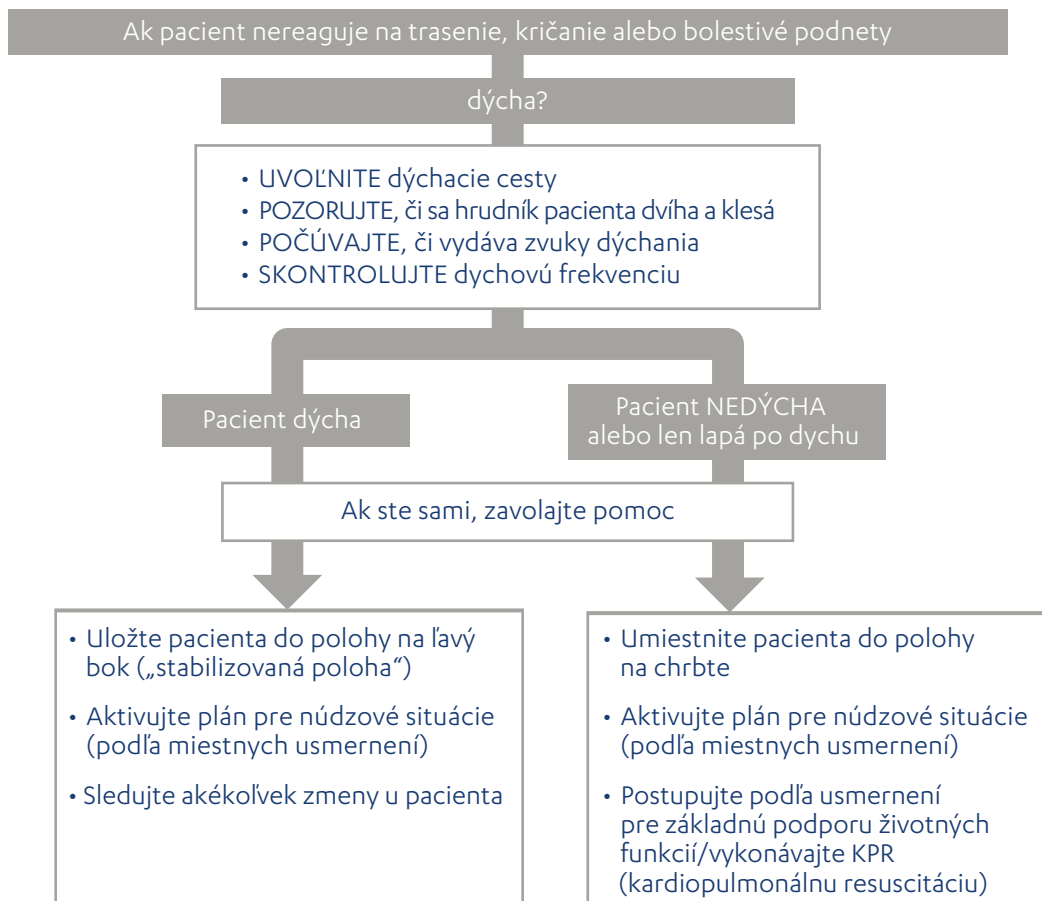 Ak pacient nereaguje na trasenie, kričanie alebo bolestivé podnety
dýcha?
• UVOĽNITE dýchacie cesty
• POZORUJTE, či sa hrudník pacienta dvíha a klesá
• POČÚVAJTE, či vydáva zvuky dýchania
• SKONTROLUJTE dychovú frekvenciu
Pacient dýcha
Pacient NEDÝCHA
alebo len lapá po dychu
Ak ste sami, zavolajte pomoc
• Uložte pacienta do polohy na ľavý
bok („stabilizovaná poloha“)
• Aktivujte plán pre núdzové situácie
(podľa miestnych usmernení)
• Sledujte akékoľvek zmeny u pacienta
• Umiestnite pacienta do polohy
na chrbte
• Aktivujte plán pre núdzové situácie
(podľa miestnych usmernení)
• Postupujte podľa usmernení
pre základnú podporu životných
funkcií/vykonávajte KPR
(kardiopulmonálnu resuscitáciu)